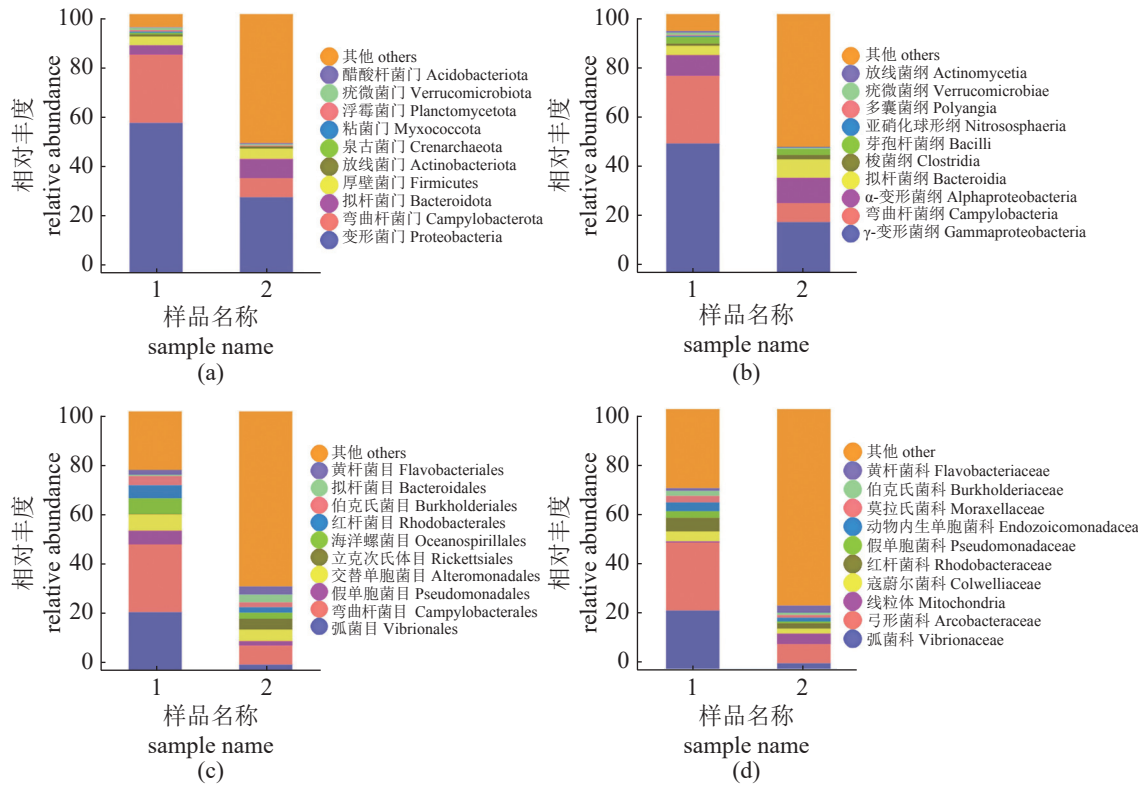 100
80
60
40
20
0
相对丰度
relative abundance
1
2
样品名称
sample name
(a)
其他 others
醋酸杆菌门 Acidobacteriota
疣微菌门 Verrucomicrobiota
浮霉菌门 Planctomycetota
粘菌门 Myxococcota
泉古菌门 Crenarchaeota
放线菌门 Actinobacteriota
厚壁菌门 Firmicutes
拟杆菌门 Bacteroidota
弯曲杆菌门 Campylobacterota
变形菌门 Proteobacteria
100
80
60
40
20
0
相对丰度
relative abundance
1
2
样品名称
sample name
(b)
其他 others
放线菌纲 Actinomycetia
疣微菌纲 Verrucomicrobiae
多囊菌纲 Polyangia
亚硝化球形纲 Nitrososphaeria
芽孢杆菌纲 Bacilli
梭菌纲 Clostridia
拟杆菌纲 Bacteroidia
α-变形菌纲 Alphaproteobacteria
弯曲杆菌纲 Campylobacteria
γ-变形菌纲 Gammaproteobacteria
100
80
60
40
20
0
相对丰度
relative abundance
1
2
样品名称
sample name
(c)
其他 others
黄杆菌目 Flavobacteriales
拟杆菌目 Bacteroidales
伯克氏菌目 Burkholderiales
红杆菌目 Rhodobacterales
海洋螺菌目 Oceanospirillales
立克次氏体目 Rickettsiales
交替单胞菌目 Alteromonadales
假单胞菌目 Pseudomonadales
弯曲杆菌目 Campylobacterales
弧菌目 Vibrionales
100
80
60
40
20
0
相对丰度
relative abundance
1
2
样品名称
sample name
(d)
其他 other
黄杆菌科 Flavobacteriaceae
伯克氏菌科 Burkholderiaceae
莫拉氏菌科 Moraxellaceae
动物内生单胞菌科 Endozoicomonadacea
假单胞菌科 Pseudomonadaceae
红杆菌科 Rhodobacteraceae
寇蔚尔菌科 Colwelliaceae
线粒体 Mitochondria
弓形菌科 Arcobacteraceae
弧菌科 Vibrionaceae